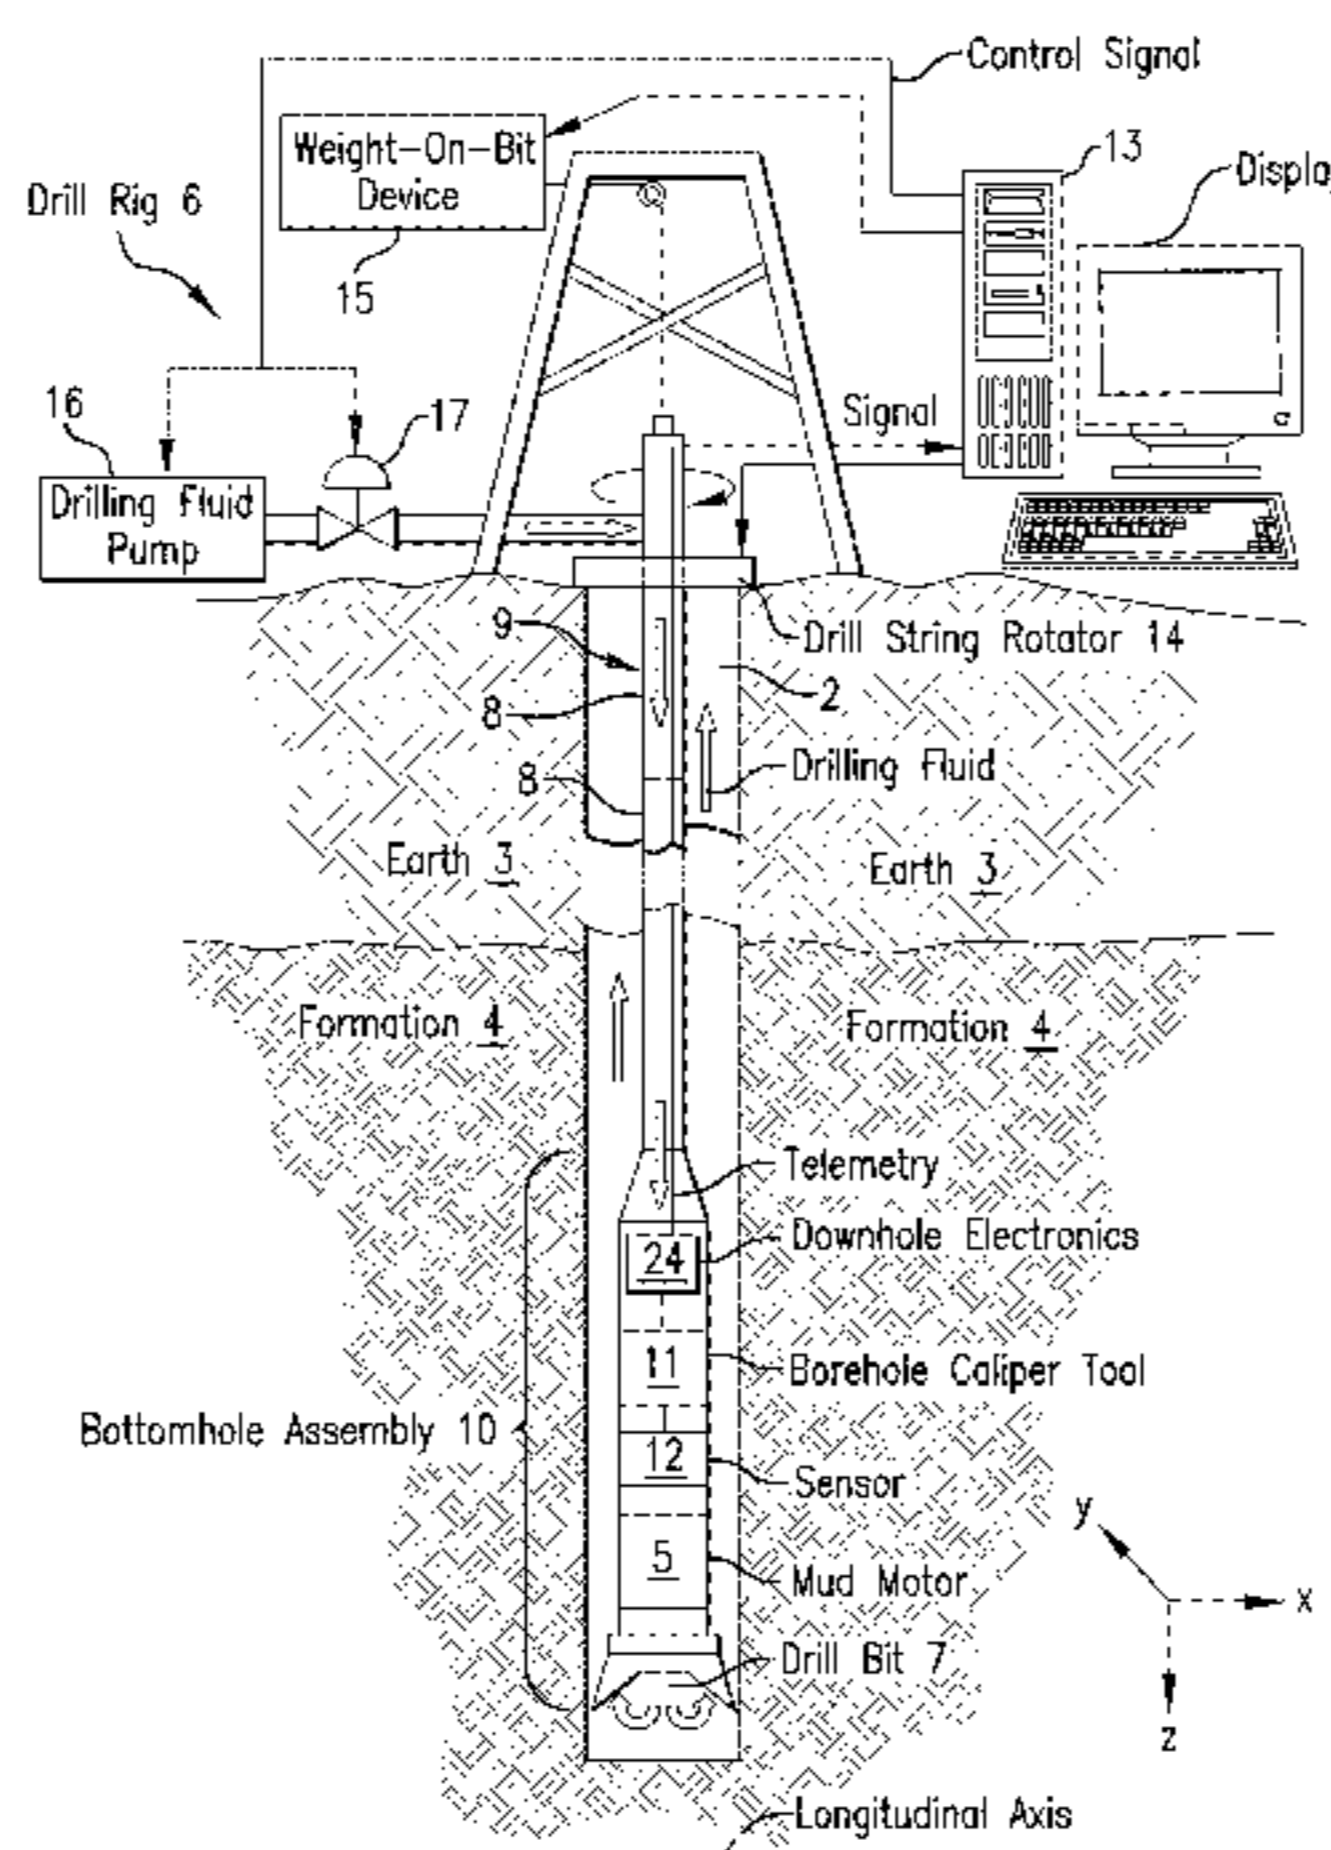 Control Signal
Weight-On-Bit
Device
13
Display
Drill Rig 6
15
16
17
Signal
Drilling Fluid
Pump
9
Drill String Rotator 14
8
2
8
Drilling Fluid
Earth 3
Earth 3
Formation 4
Formation 4
Telemetry
24
Downhole Electronics
11
Borehole Caliper Tool
Bottomhole Assembly 10
12
Sensor
y
5
Mud Motor
x
Drill Bit 7
z
Longitudinal Axis